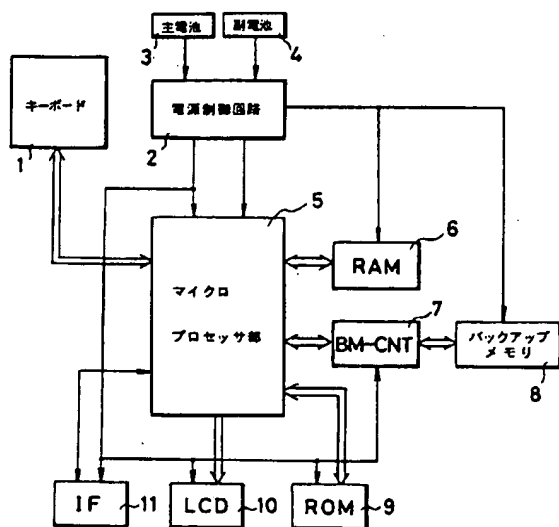 主電池
3
副電池
4
キーボード
1
電源制御回路
2
5
マイクロ
プロセッサ部
6
RAM
7
BM-CNT
バックアップ
メモリ
8
IF
11
LCD
10
ROM
9